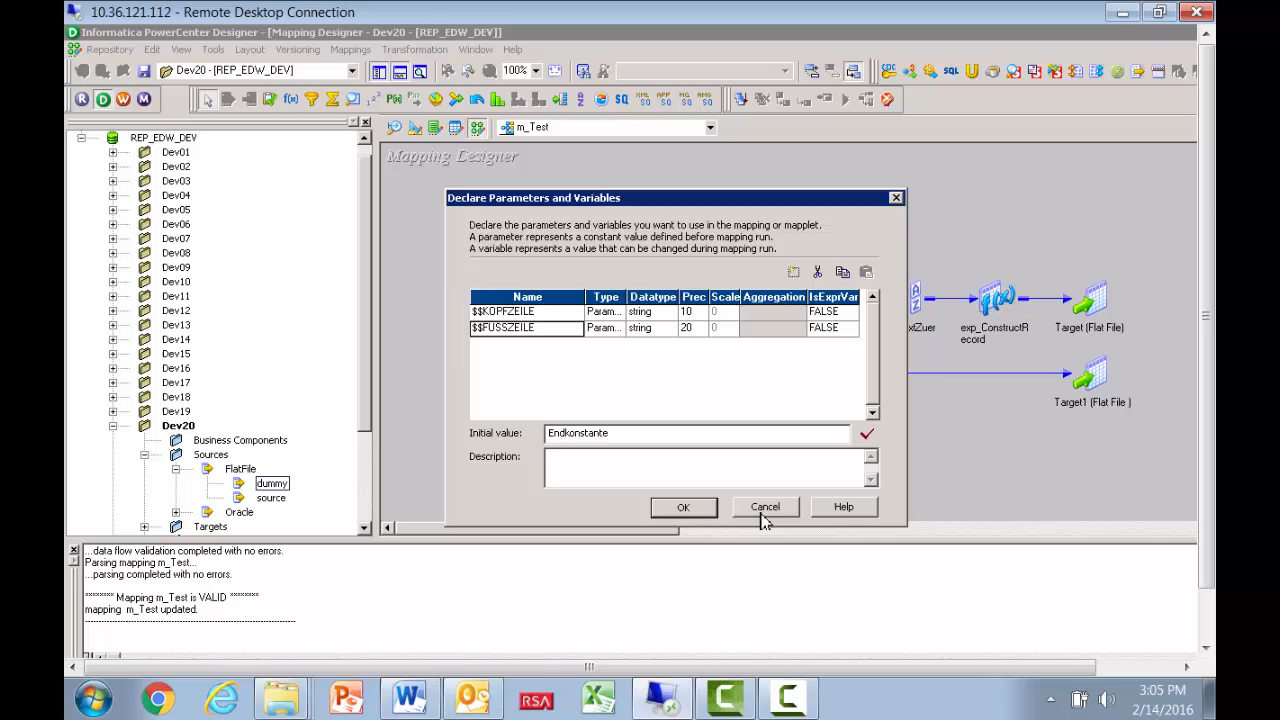 10.36.121.112 - Remote Desktop Connection
Informatica PowerCenter Designer - [Mapping Designer - Dev20 - [REP_EDW_DEV]]
Repository Edit View Tools Layout Versioning Mappings Transformation Window Help
Dev20 - [REP_EDW_DEV]
100%
CDC
SQL
R D W M
f(x) Σ P(x) SQ
m_Test
REP_EDW_DEV
Dev01
Dev02
Dev03
Dev04
Dev05
Dev06
Dev07
Dev08
Dev09
Dev10
Dev11
Dev12
Dev13
Dev14
Dev15
Dev16
Dev17
Dev18
Dev19
Dev20
Business Components
Sources
FlatFile
dummy
source
Oracle
Targets
Mapping Designer
Declare Parameters and Variables
Declare the parameters and variables you want to use in the mapping or mapplet.
A parameter represents a constant value defined before mapping run.
A variable represents a value that can be changed during mapping run.
Name Type Datatype Prec Scale Aggregation IsExprVar
$$KOPFZEILE Param... string 10 0 FALSE
$$FUSSZEILE Param... string 20 0 FALSE
Initial value: Endkonstante
Description:
OK Cancel Help
extZuer
exp_ConstructR
ecord
Target (Flat File)
Target1 (Flat File )
...data flow validation completed with no errors.
Parsing mapping m_Test...
...parsing completed with no errors.
******* Mapping m_Test is VALID *******
mapping m_Test updated.
RSA
3:05 PM
2/14/2016